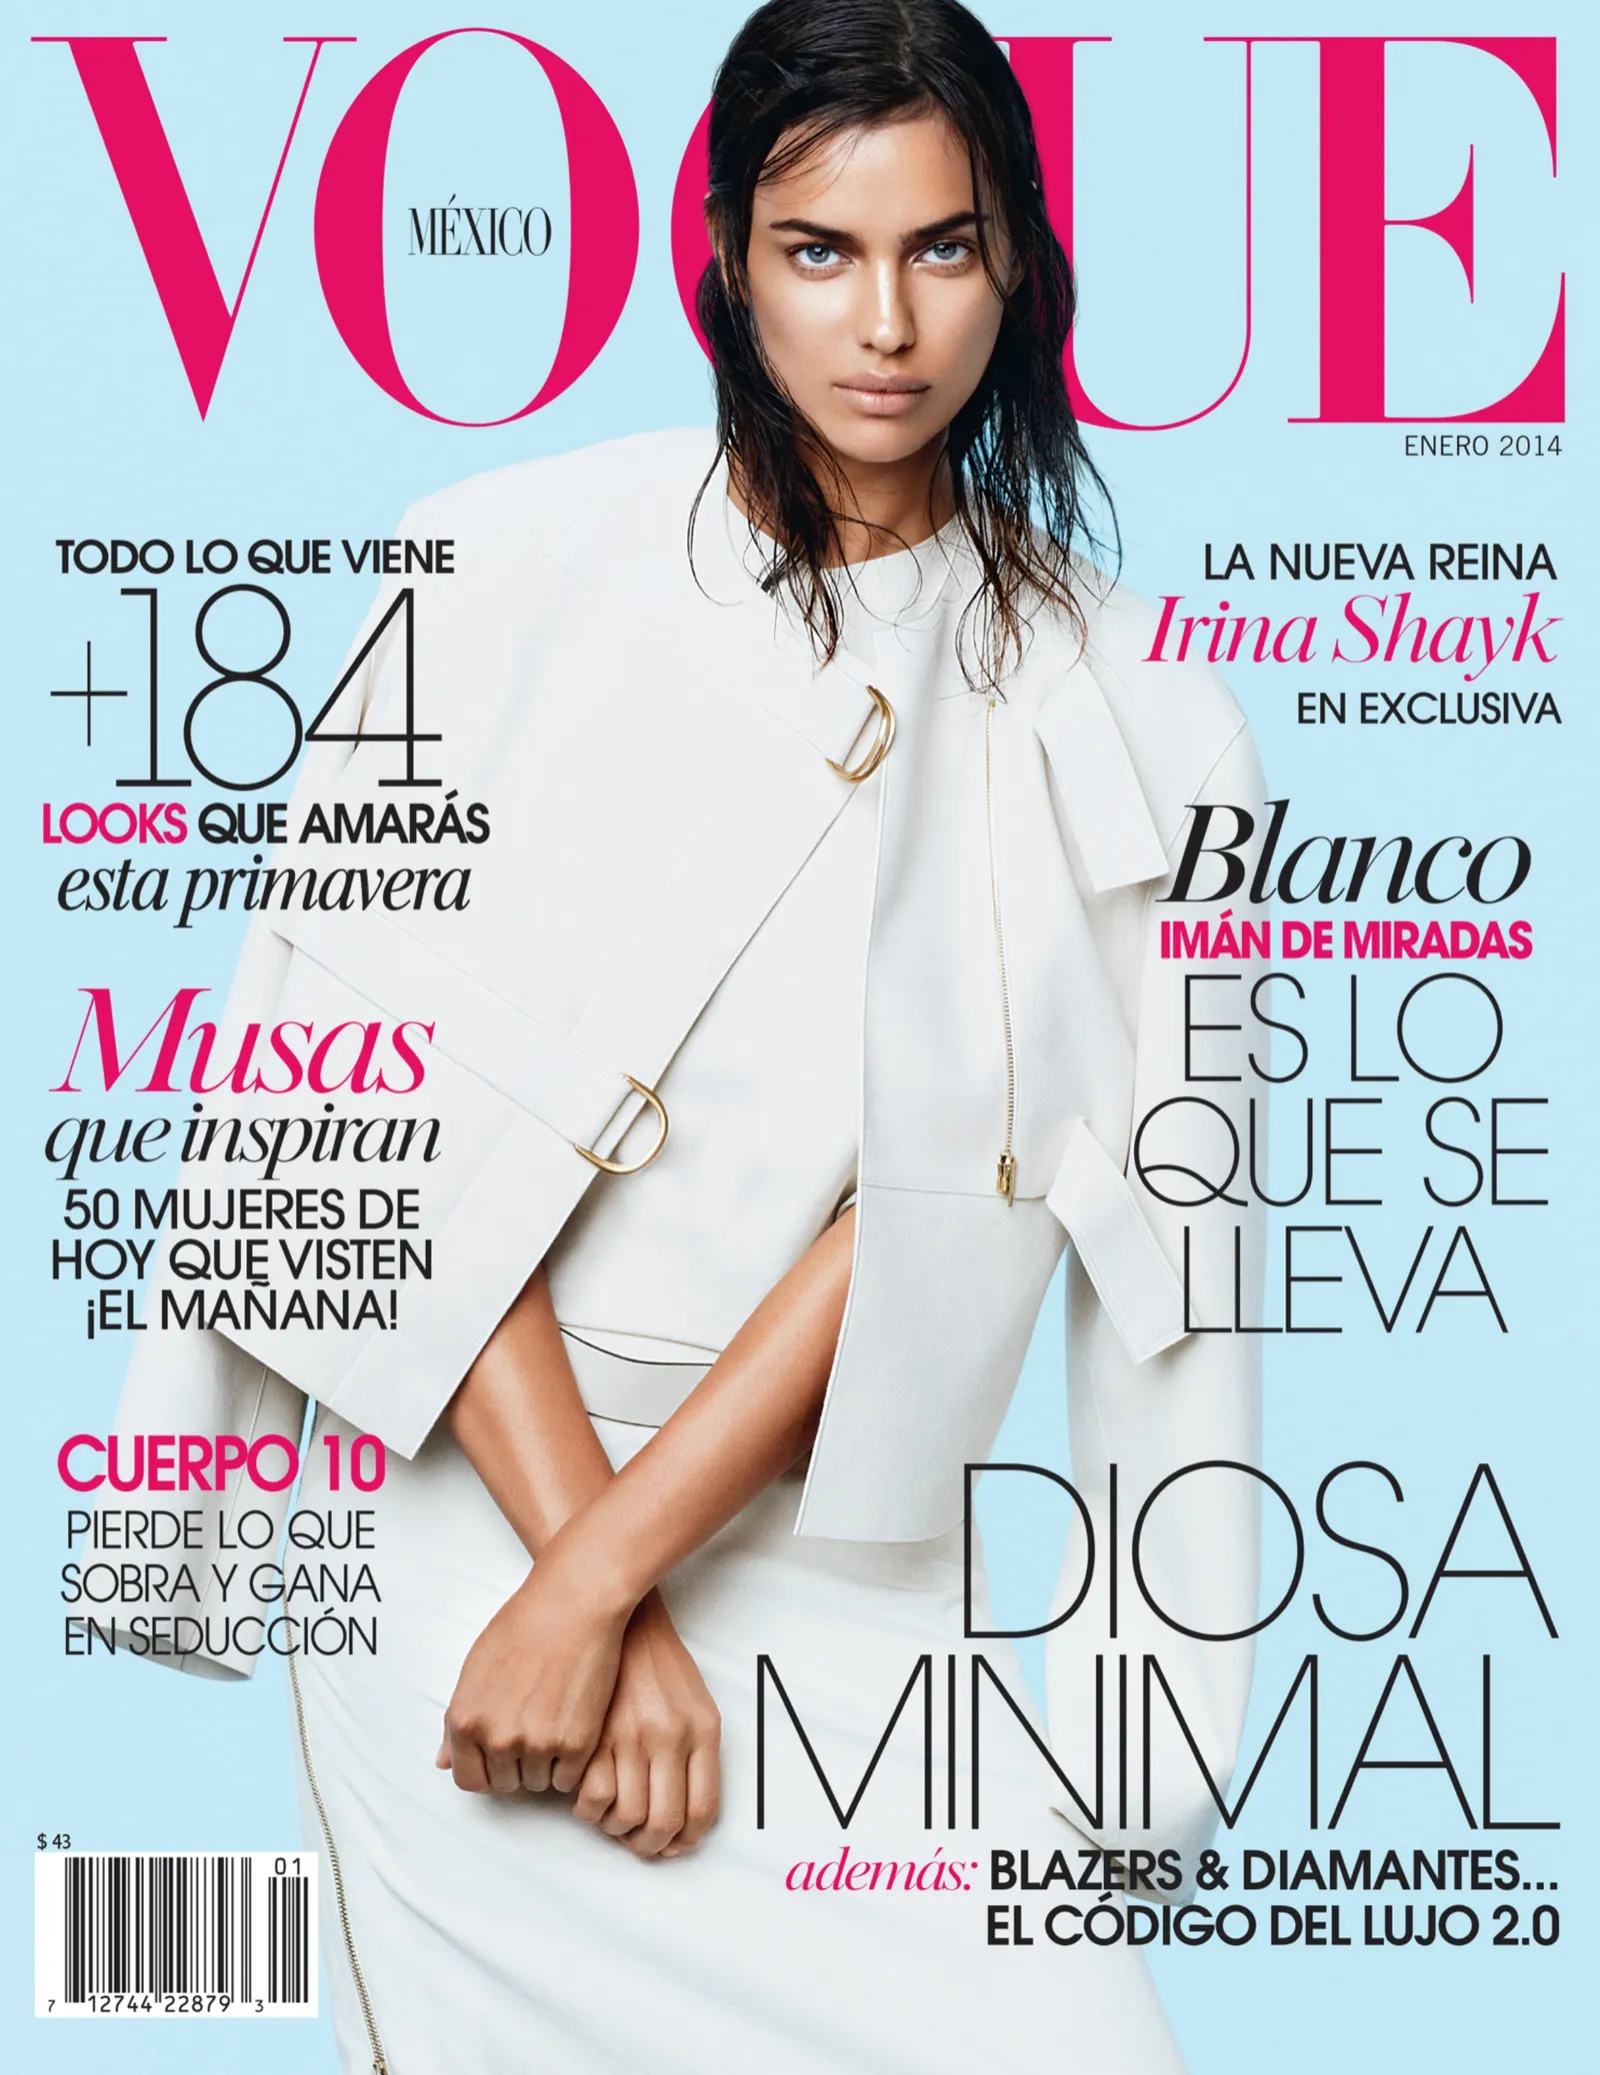 VOGUE
MÉXICO
ENERO 2014
TODO LO QUE VIENE
+184
LOOKS QUE AMARÁS
esta primavera
Musas
que inspiran
50 MUJERES DE
HOY QUE VISTEN
¡EL MAÑANA!
CUERPO 10
PIERDE LO QUE
SOBRA Y GANA
EN SEDUCCIÓN
LA NUEVA REINA
Irina Shayk
EN EXCLUSIVA
Blanco
IMÁN DE MIRADAS
ES LO
QUE SE
LLEVA
DIOSA
MINIMAL
además: BLAZERS & DIAMANTES...
EL CÓDIGO DEL LUJO 2.0
$ 43
01
7 12744 22879 3